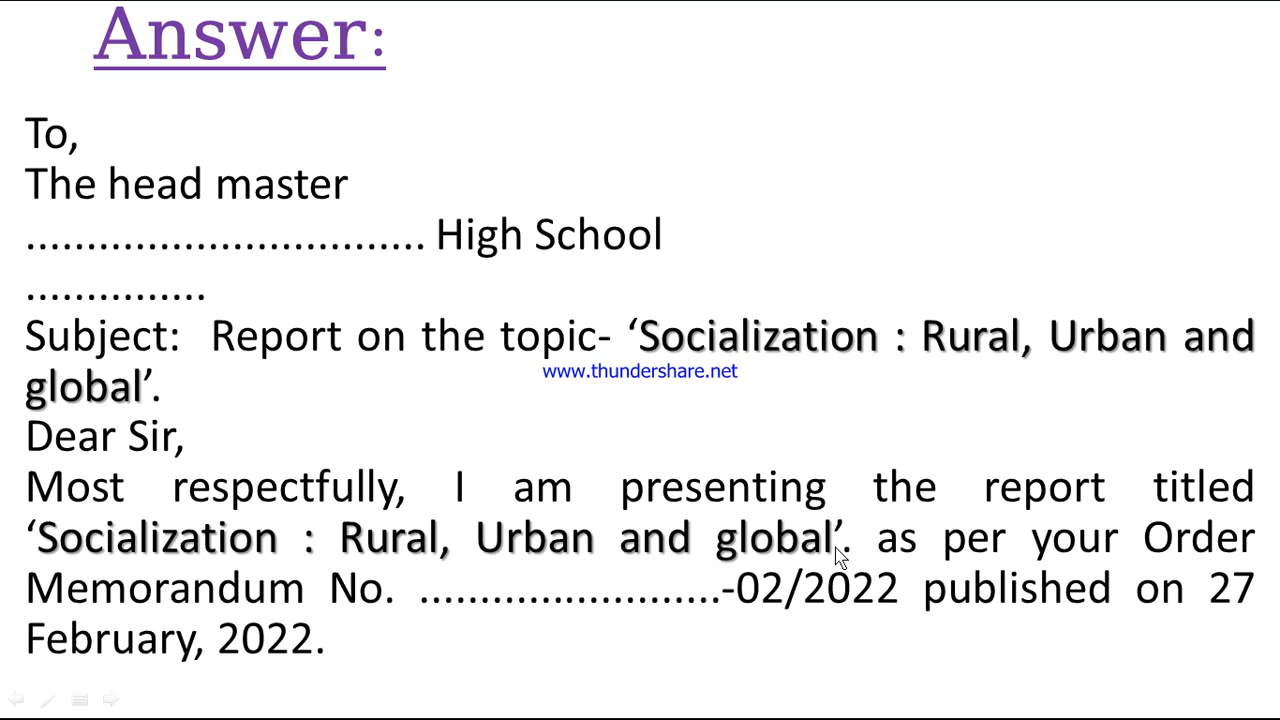 Answer:
To,
The head master
................................. High School
...............
Subject: Report on the topic- ‘Socialization : Rural, Urban and
www.thundershare.net
global’.
Dear Sir,
Most respectfully, I am presenting the report titled
‘Socialization : Rural, Urban and global’. as per your Order
Memorandum No. .........................-02/2022 published on 27
February, 2022.